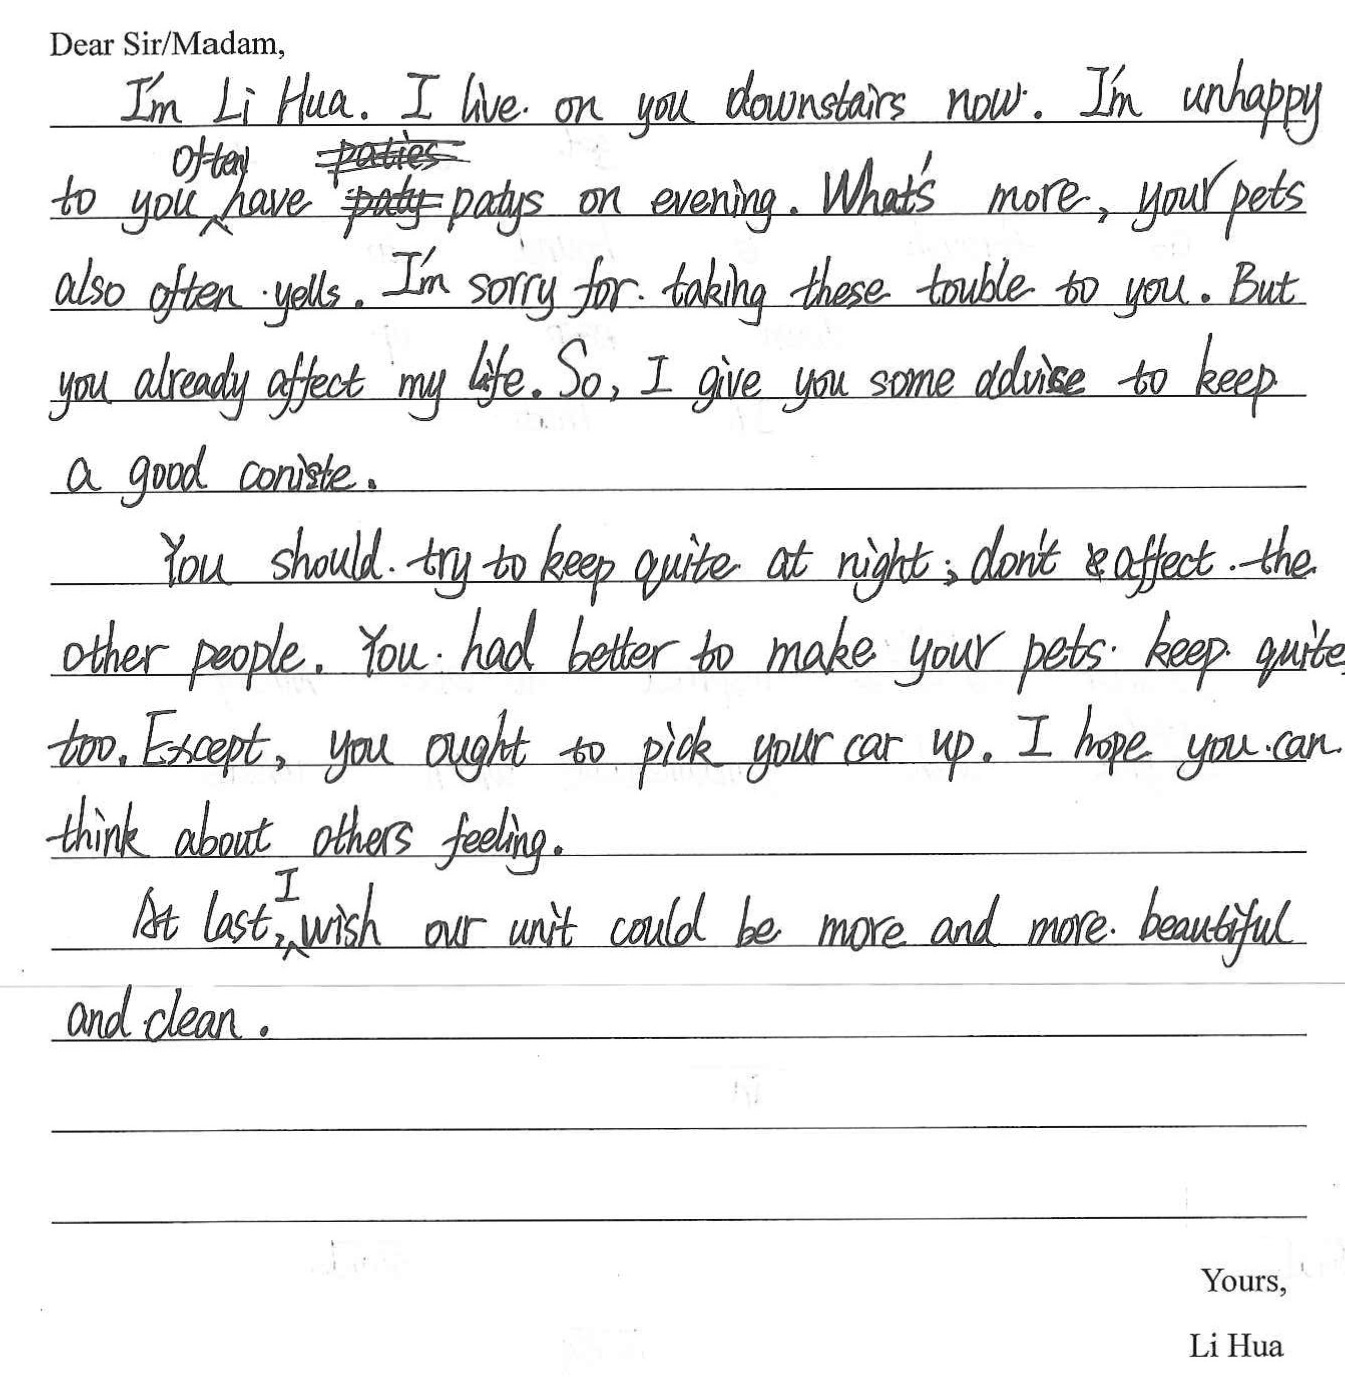 Dear Sir/Madam,
I'm Li Hua. I live on you downstairs now. I'm unhappy
to you often have patys on evening. What's more, your pets
also often yells. I'm sorry for taking these touble to you. But
you already affect my life. So, I give you some advise to keep
a good coniste.
You should try to keep quite at night; don't affect the
other people. You had better to make your pets keep quite
too. Except, you ought to pick your car up. I hope you can
think about others feeling.
At last, I wish our unit could be more and more beautiful
and clean.
Yours,
Li Hua